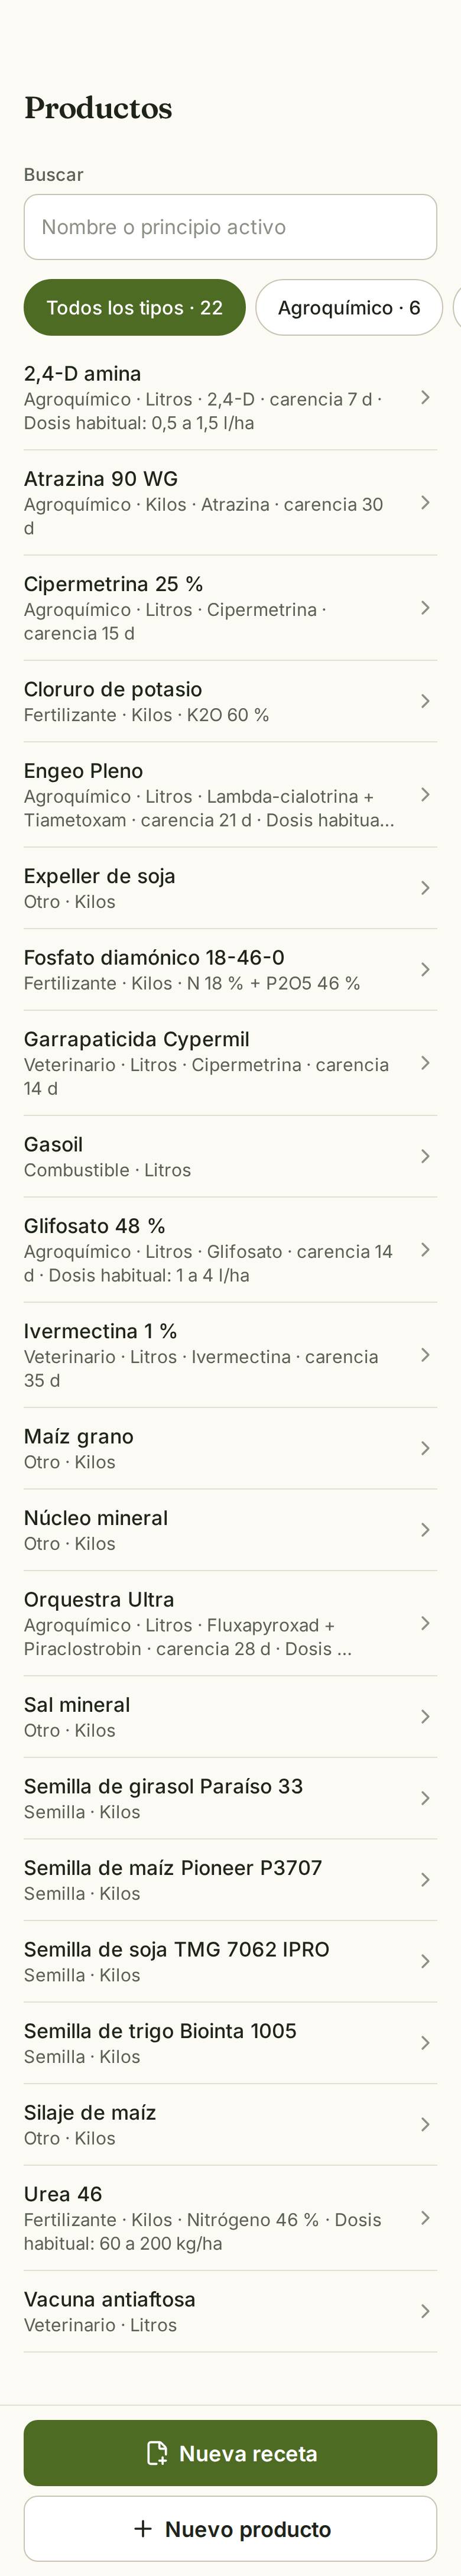 Productos
Buscar
Nombre o principio activo
Todos los tipos · 22
Agroquímico · 6
2,4-D amina
Agroquímico · Litros · 2,4-D · carencia 7 d ·
Dosis habitual: 0,5 a 1,5 l/ha
Atrazina 90 WG
Agroquímico · Kilos · Atrazina · carencia 30
d
Cipermetrina 25 %
Agroquímico · Litros · Cipermetrina ·
carencia 15 d
Cloruro de potasio
Fertilizante · Kilos · K2O 60 %
Engeo Pleno
Agroquímico · Litros · Lambda-cialotrina +
Tiametoxam · carencia 21 d · Dosis habitua...
Expeller de soja
Otro · Kilos
Fosfato diamónico 18-46-0
Fertilizante · Kilos · N 18 % + P2O5 46 %
Garrapaticida Cypermil
Veterinario · Litros · Cipermetrina · carencia
14 d
Gasoil
Combustible · Litros
Glifosato 48 %
Agroquímico · Litros · Glifosato · carencia 14
d · Dosis habitual: 1 a 4 l/ha
Ivermectina 1 %
Veterinario · Litros · Ivermectina · carencia
35 d
Maíz grano
Otro · Kilos
Núcleo mineral
Otro · Kilos
Orquestra Ultra
Agroquímico · Litros · Fluxapyroxad +
Piraclostrobin · carencia 28 d · Dosis ...
Sal mineral
Otro · Kilos
Semilla de girasol Paraíso 33
Semilla · Kilos
Semilla de maíz Pioneer P3707
Semilla · Kilos
Semilla de soja TMG 7062 IPRO
Semilla · Kilos
Semilla de trigo Biointa 1005
Semilla · Kilos
Silaje de maíz
Otro · Kilos
Urea 46
Fertilizante · Kilos · Nitrógeno 46 % · Dosis
habitual: 60 a 200 kg/ha
Vacuna antiaftosa
Veterinario · Litros
Nueva receta
Nuevo producto